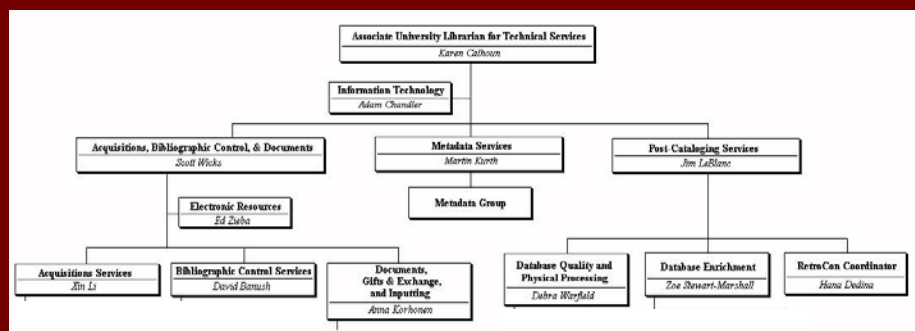 Associate University Librarian for Technical Services
Karen Calhoun
Information Technology
Adam Chandler
Acquisitions, Bibliographic Control, & Documents
Scott Wicks
Metadata Services
Martin Kurth
Post-Cataloging Services
Jim LeBlanc
Metadata Group
Electronic Resources
Ed Zieba
Acquisitions Services
Xin Li
Bibliographic Control Services
David Banush
Documents,
Gifts & Exchange,
and Inputting
Anna Korhonen
Database Quality and
Physical Processing
Debra Warfield
Database Enrichment
Zoe Stewart-Marshall
RetroCon Coordinator
Hana Dedina